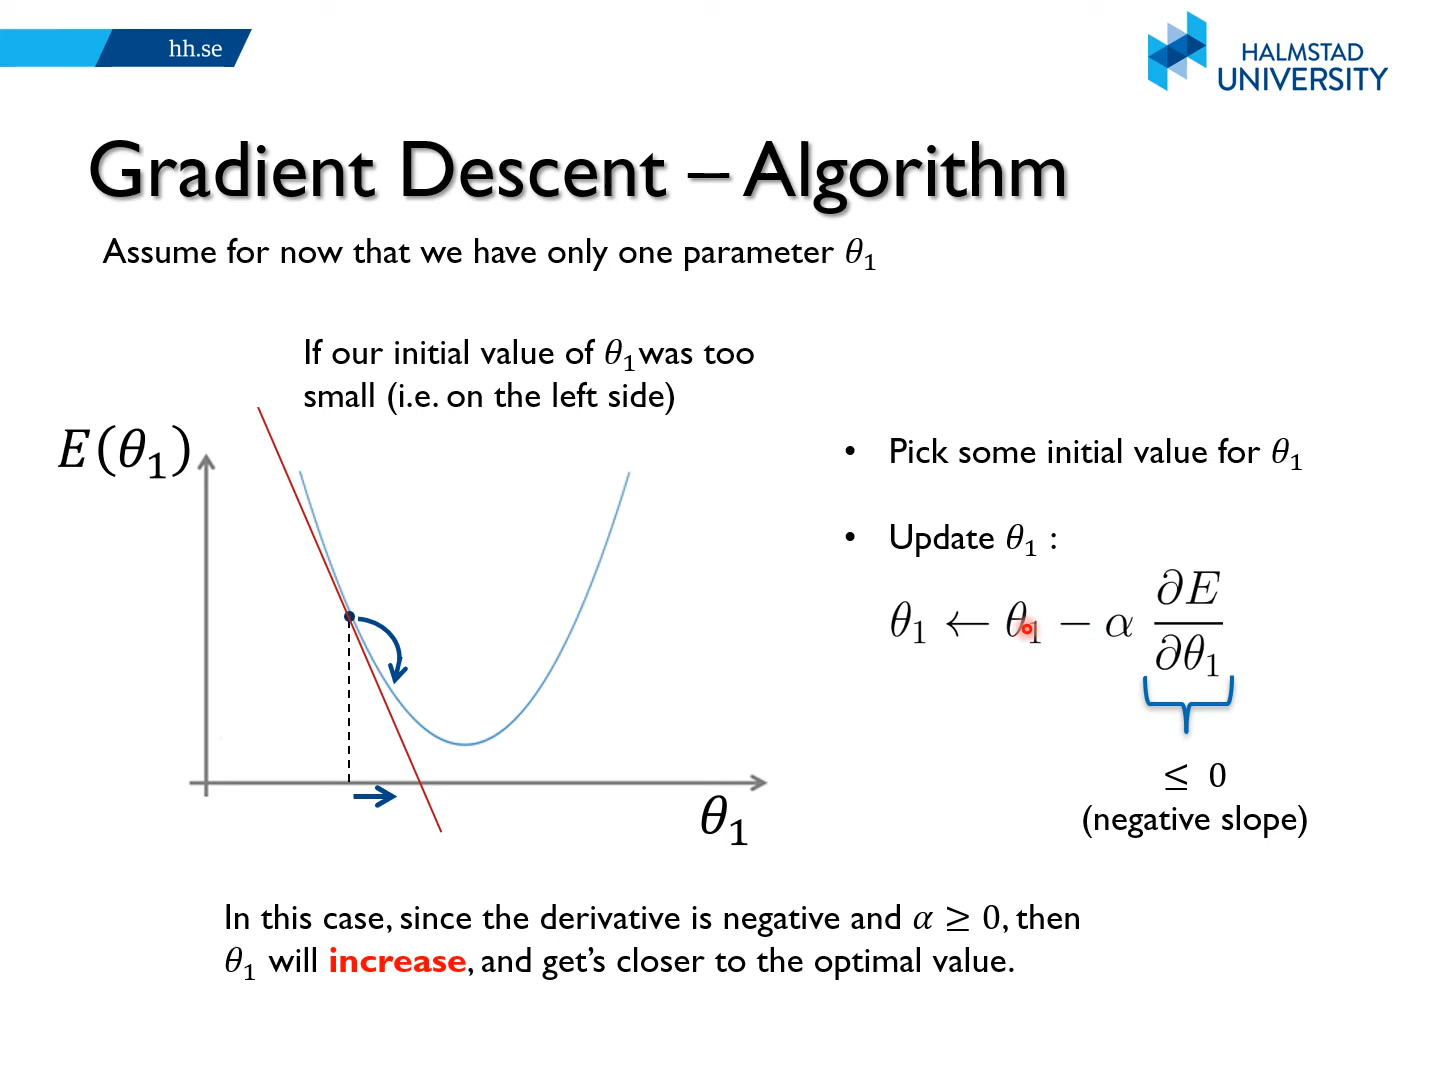 hh.se
HALMSTAD
UNIVERSITY
Gradient Descent – Algorithm
Assume for now that we have only one parameter θ₁
If our initial value of θ₁ was too
small (i.e. on the left side)
E(θ₁)
θ₁
• Pick some initial value for θ₁
• Update θ₁ :
θ₁ ← θ₁ − α ∂E/∂θ₁
≤ 0
(negative slope)
In this case, since the derivative is negative and α ≥ 0, then
θ₁ will increase, and get’s closer to the optimal value.